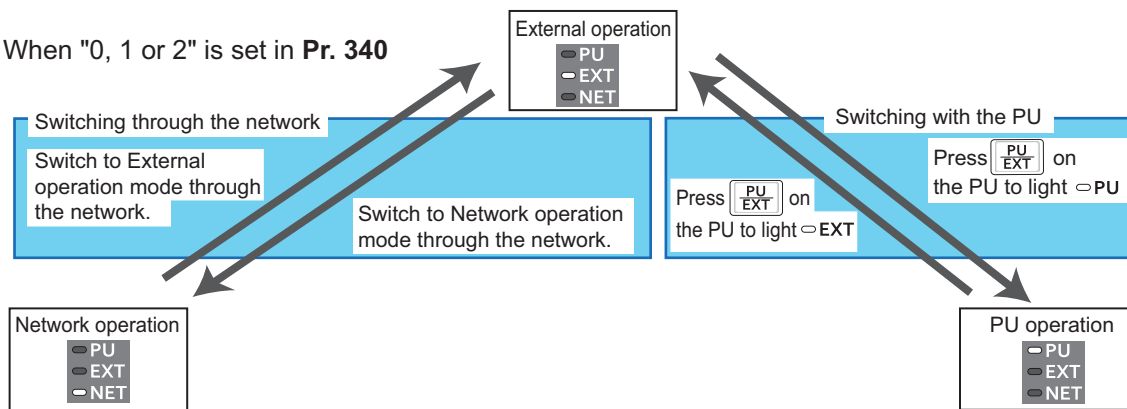 When "0, 1 or 2" is set in Pr. 340
External operation
PU
EXT
NET
Switching through the network
Switch to External
operation mode through
the network.
Switch to Network operation
mode through the network.
Switching with the PU
Press PU/EXT on
the PU to light EXT
Press PU/EXT on
the PU to light PU
Network operation
PU
EXT
NET
PU operation
PU
EXT
NET